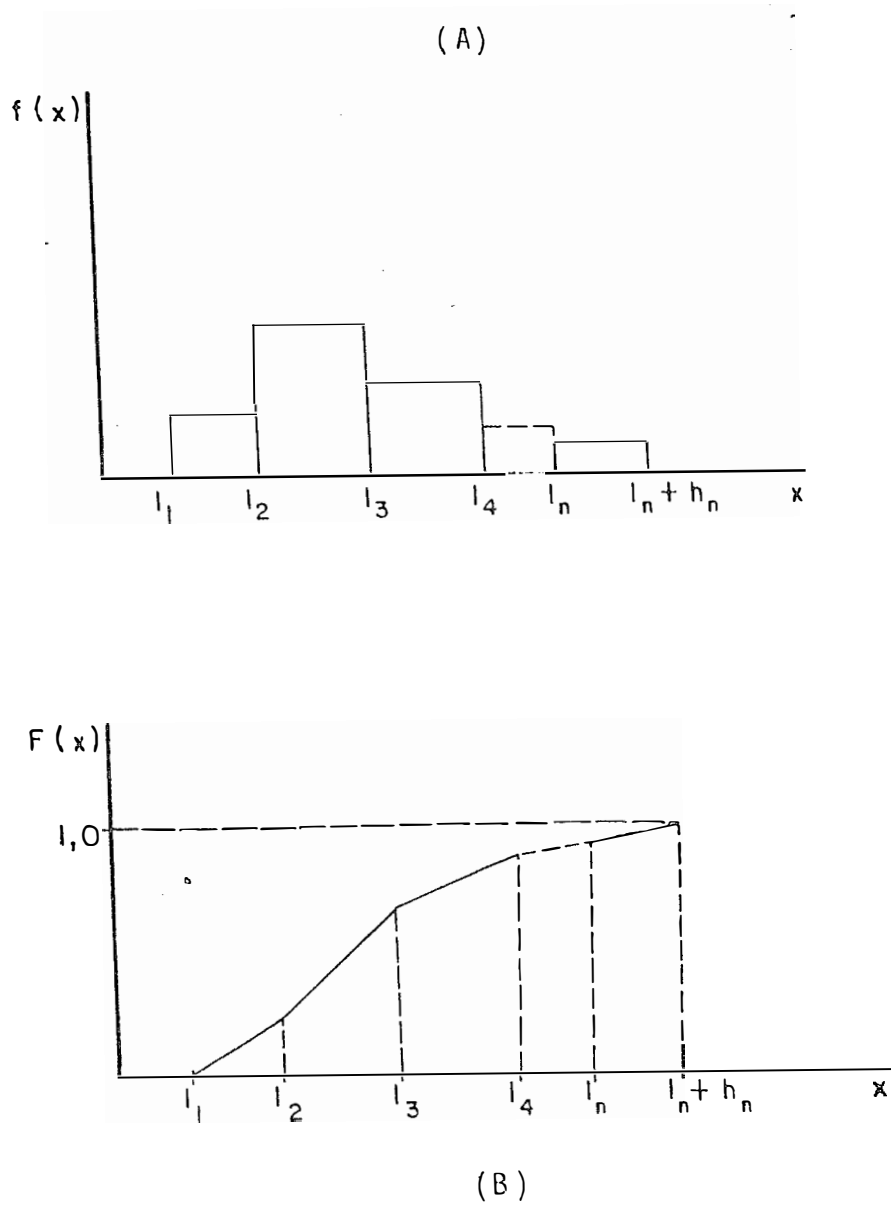 (A)
f(x)
l₁ l₂ l₃ l₄ lₙ lₙ + hₙ x
F(x)
1,0
l₁ l₂ l₃ l₄ lₙ lₙ + hₙ x
(B)